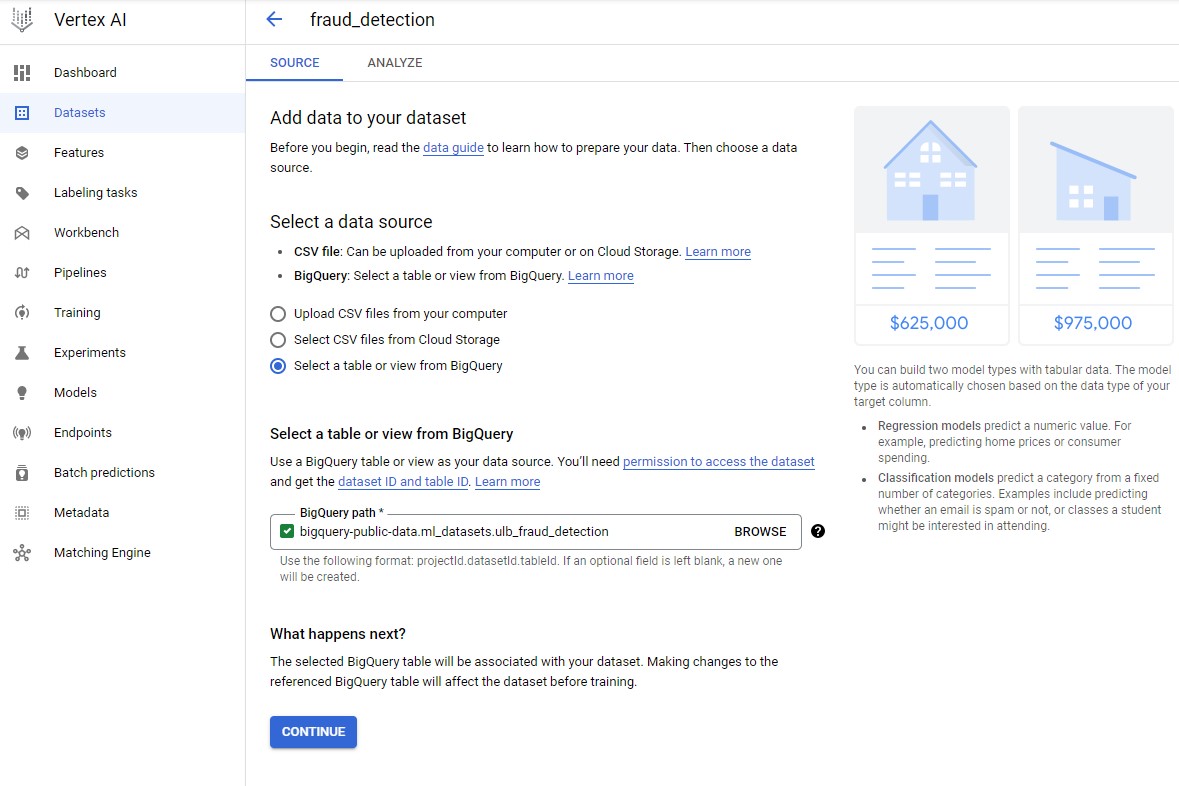 Vertex AI
fraud_detection
SOURCE
ANALYZE
Dashboard
Datasets
Features
Labeling tasks
Workbench
Pipelines
Training
Experiments
Models
Endpoints
Batch predictions
Metadata
Matching Engine
Add data to your dataset
Before you begin, read the data guide to learn how to prepare your data. Then choose a data
source.
Select a data source
• CSV file: Can be uploaded from your computer or on Cloud Storage. Learn more
• BigQuery: Select a table or view from BigQuery. Learn more
Upload CSV files from your computer
Select CSV files from Cloud Storage
Select a table or view from BigQuery
Select a table or view from BigQuery
Use a BigQuery table or view as your data source. You'll need permission to access the dataset
and get the dataset ID and table ID. Learn more
BigQuery path *
bigquery-public-data.ml_datasets.ulb_fraud_detection
BROWSE
Use the following format: projectId.datasetId.tableId. If an optional field is left blank, a new one
will be created.
What happens next?
The selected BigQuery table will be associated with your dataset. Making changes to the
referenced BigQuery table will affect the dataset before training.
CONTINUE
$625,000
$975,000
You can build two model types with tabular data. The model
type is automatically chosen based on the data type of your
target column.
• Regression models predict a numeric value. For
example, predicting home prices or consumer
spending.
• Classification models predict a category from a fixed
number of categories. Examples include predicting
whether an email is spam or not, or classes a student
might be interested in attending.